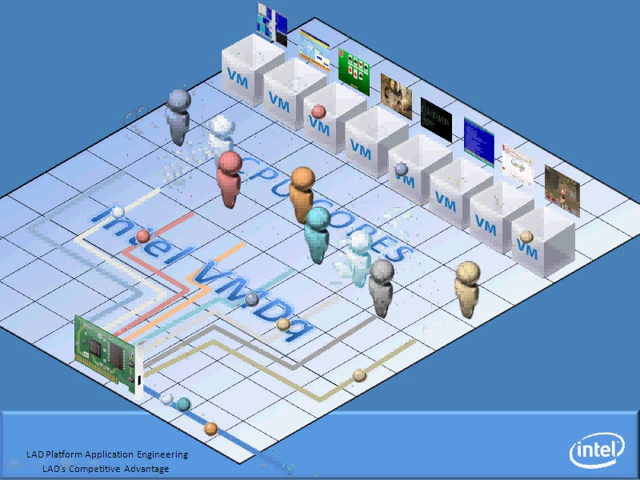 VM
VM
VM
VM
VM
VM
VM
VM
CPU CORES
Intel VMDq
LAD Platform Application Engineering
LAD's Competitive Advantage
intel